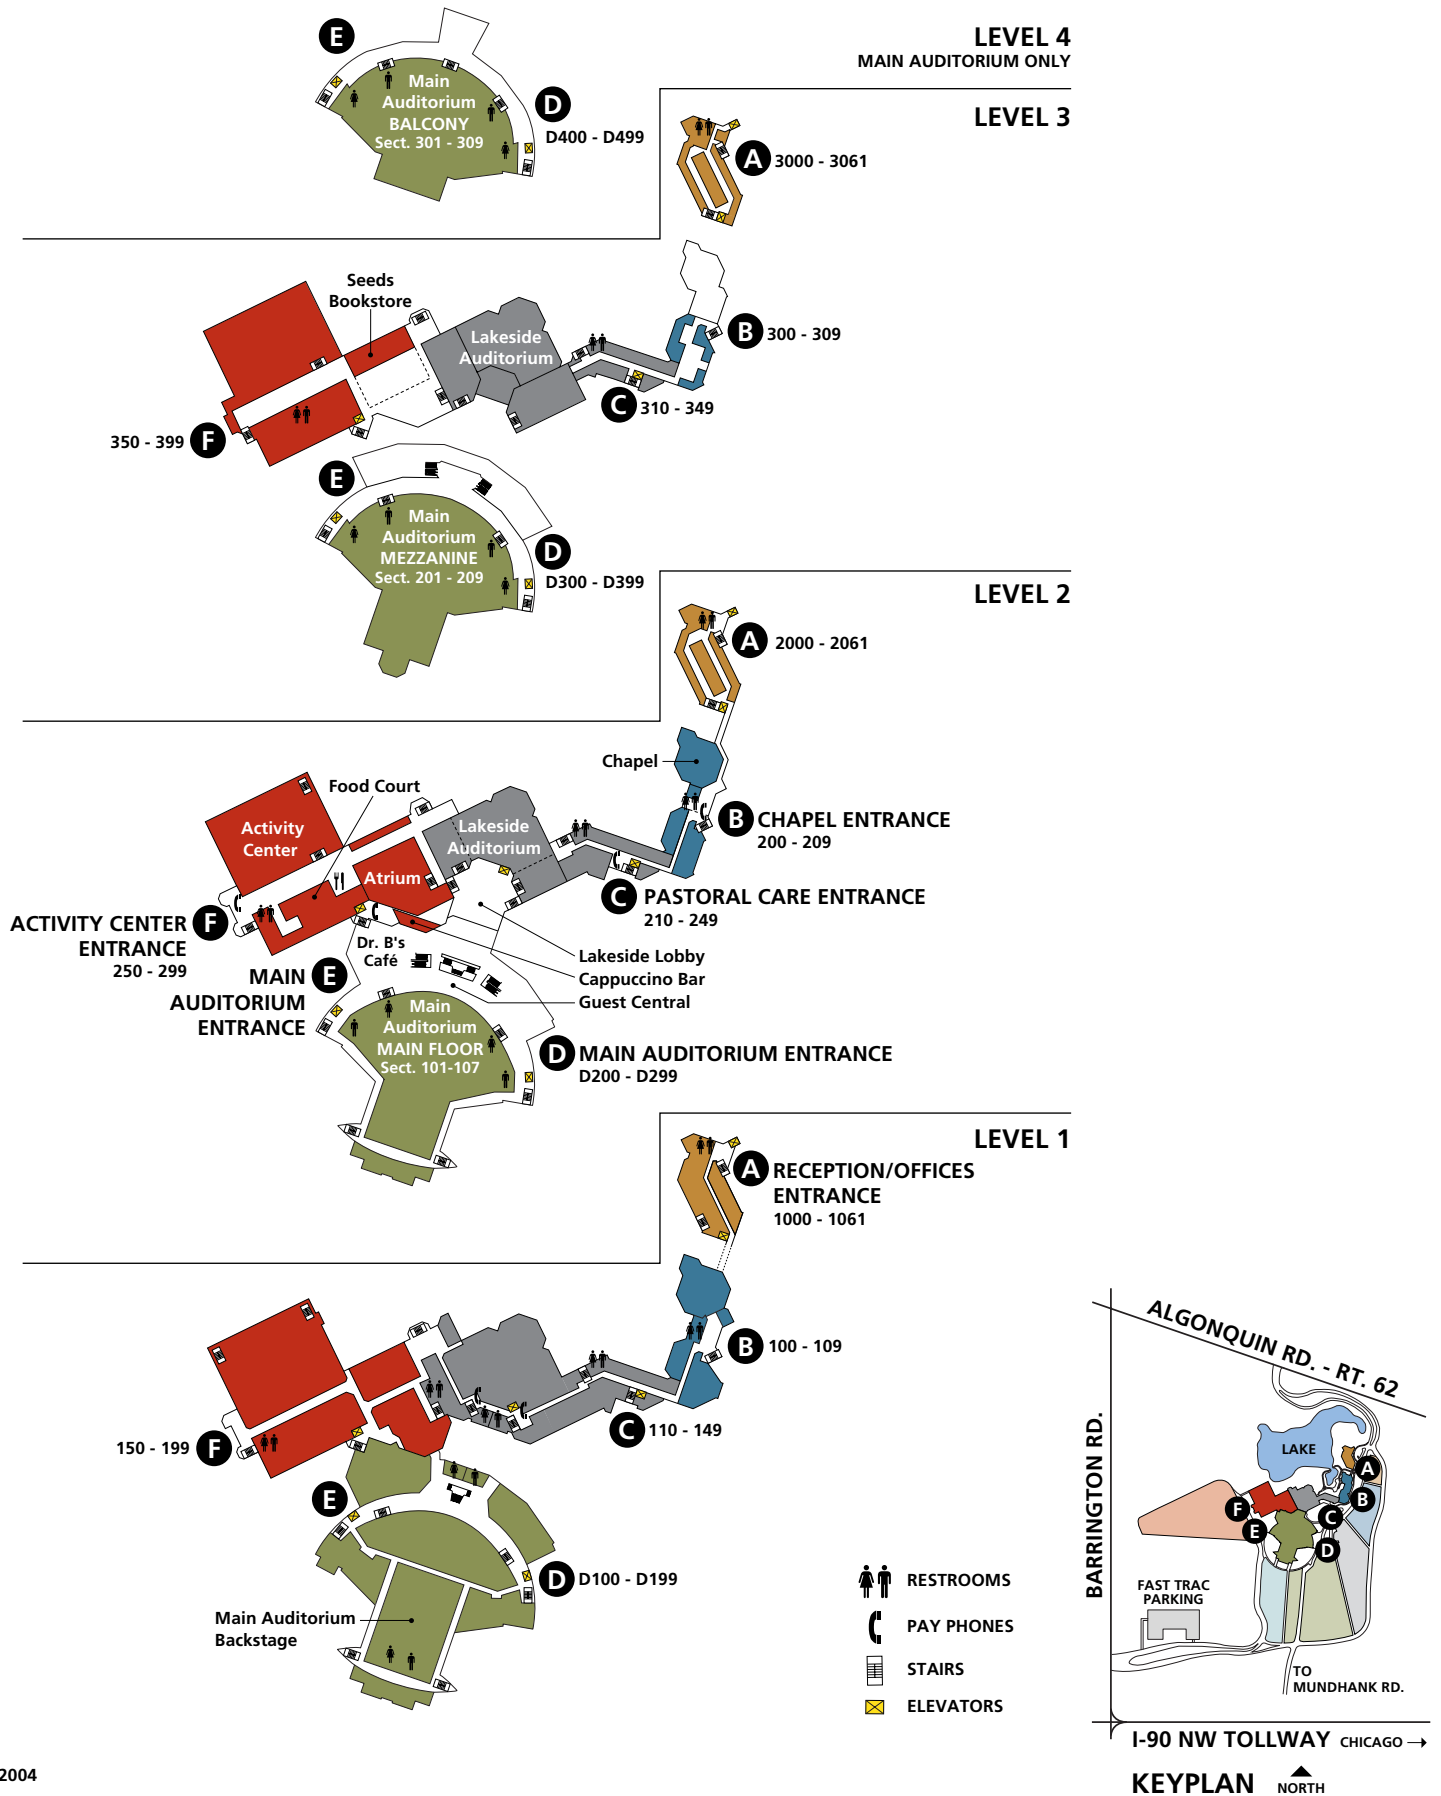 LEVEL 4
MAIN AUDITORIUM ONLY
E
Main
Auditorium
BALCONY
Sect. 301 - 309
D
D400 - D499
LEVEL 3
A
3000 - 3061
Seeds
Bookstore
Lakeside
Auditorium
B
300 - 309
C
310 - 349
350 - 399
F
E
Main
Auditorium
MEZZANINE
Sect. 201 - 209
D
D300 - D399
LEVEL 2
A
2000 - 2061
Chapel
Food Court
Activity
Center
Lakeside
Auditorium
Atrium
B
CHAPEL ENTRANCE
200 - 209
C
PASTORAL CARE ENTRANCE
210 - 249
ACTIVITY CENTER
ENTRANCE
250 - 299
F
Dr. B's
Café
Lakeside Lobby
Cappuccino Bar
Guest Central
MAIN
AUDITORIUM
ENTRANCE
E
Main
Auditorium
MAIN FLOOR
Sect. 101-107
D
MAIN AUDITORIUM ENTRANCE
D200 - D299
LEVEL 1
A
RECEPTION/OFFICES
ENTRANCE
1000 - 1061
B
100 - 109
C
110 - 149
150 - 199
F
E
D
D100 - D199
Main Auditorium
Backstage
RESTROOMS
PAY PHONES
STAIRS
ELEVATORS
ALGONQUIN RD. - RT. 62
BARRINGTON RD.
LAKE
A
B
C
D
E
F
FAST TRAC
PARKING
TO
MUNDHANK RD.
I-90 NW TOLLWAY CHICAGO →
KEYPLAN
NORTH
2004